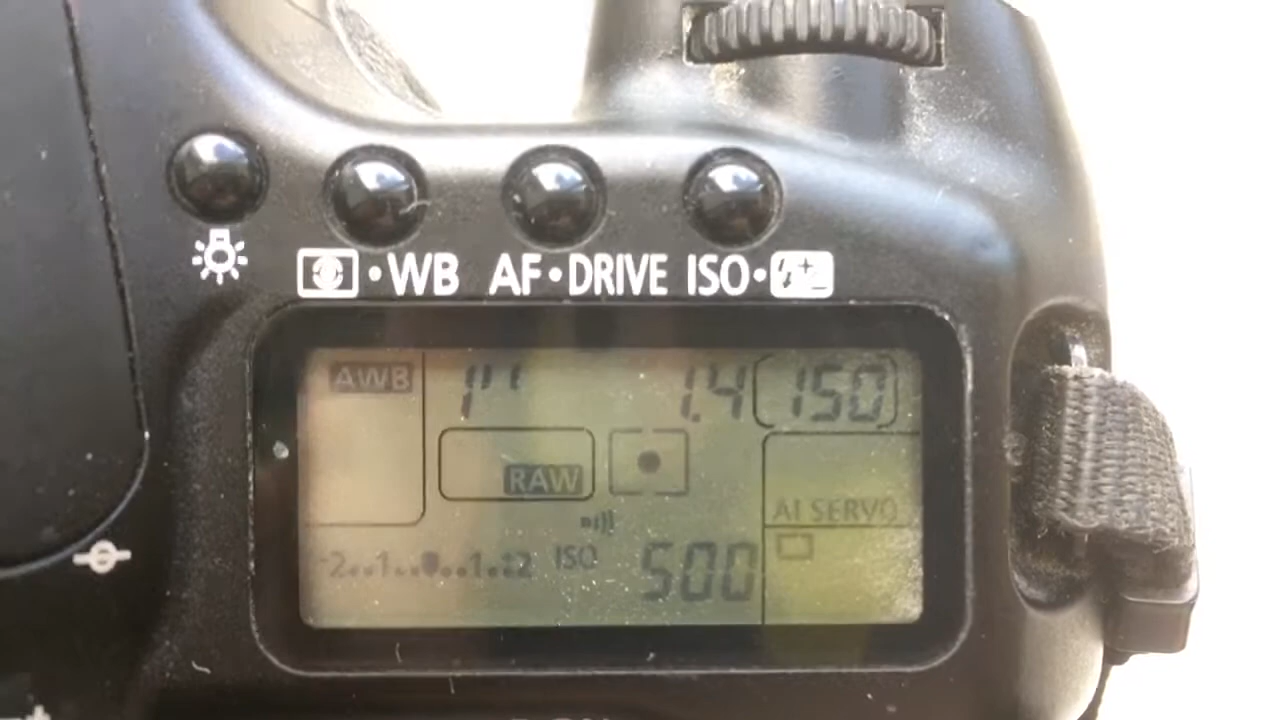 WB AF•DRIVE ISO•
AWB 1" 1.4 150
RAW
AI SERVO
-2..1..0..1..2 ISO 500